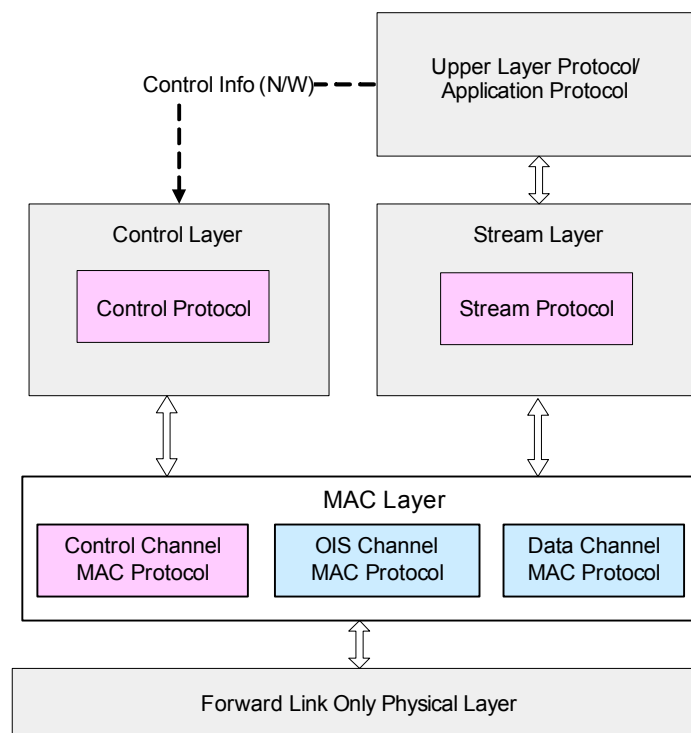 Upper Layer Protocol/
Application Protocol
Control Info (N/W)
Control Layer
Control Protocol
Stream Layer
Stream Protocol
MAC Layer
Control Channel
MAC Protocol
OIS Channel
MAC Protocol
Data Channel
MAC Protocol
Forward Link Only Physical Layer